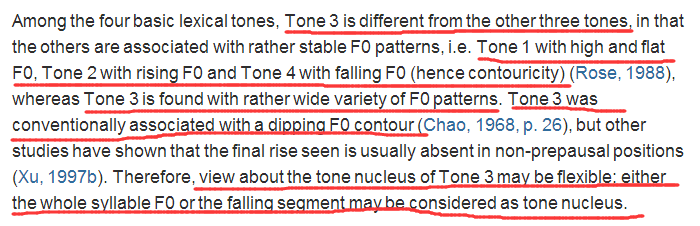 Among the four basic lexical tones, Tone 3 is different from the other three tones, in that
the others are associated with rather stable F0 patterns, i.e. Tone 1 with high and flat
F0, Tone 2 with rising F0 and Tone 4 with falling F0 (hence contouricity) (Rose, 1988),
whereas Tone 3 is found with rather wide variety of F0 patterns. Tone 3 was
conventionally associated with a dipping F0 contour (Chao, 1968, p. 26), but other
studies have shown that the final rise seen is usually absent in non-prepausal positions
(Xu, 1997b). Therefore, view about the tone nucleus of Tone 3 may be flexible: either
the whole syllable F0 or the falling segment may be considered as tone nucleus.